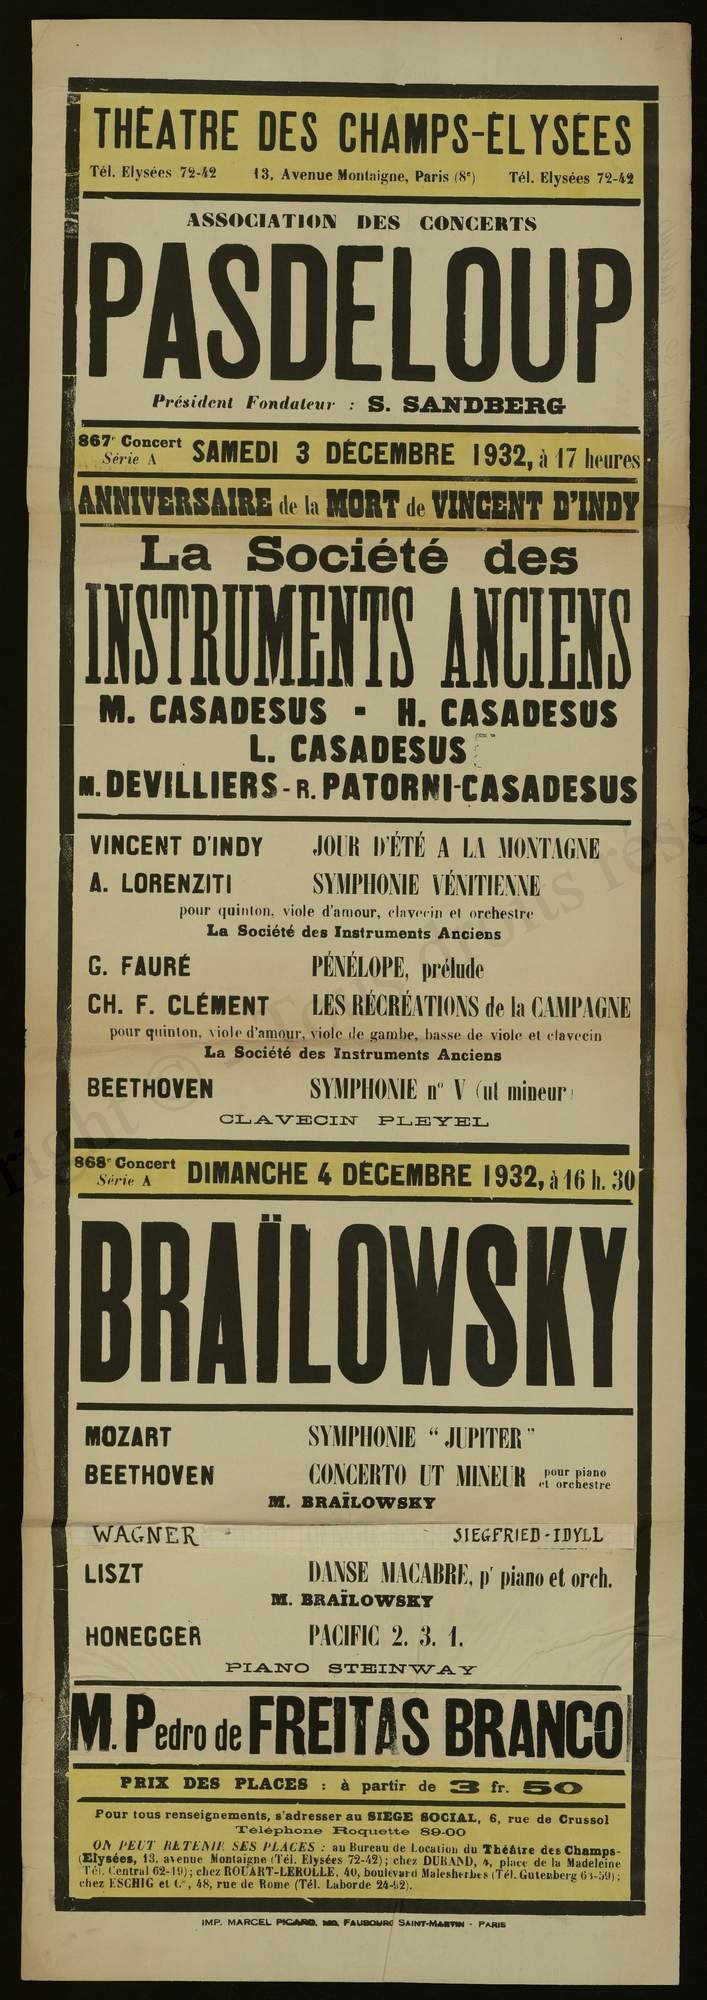 THÉATRE DES CHAMPS-ÉLYSÉES
Tél. Elysées 72-42 13, Avenue Montaigne, Paris (8e) Tél. Elysées 72-42
ASSOCIATION DES CONCERTS
PASDELOUP
Président Fondateur : S. SANDBERG
867e Concert Série A SAMEDI 3 DÉCEMBRE 1932, à 17 heures
ANNIVERSAIRE de la MORT de VINCENT D'INDY
La Société des
INSTRUMENTS ANCIENS
M. CASADESUS - H. CASADESUS
L. CASADESUS
M. DEVILLIERS - R. PATORNI-CASADESUS
VINCENT D'INDY JOUR D'ÉTÉ A LA MONTAGNE
A. LORENZITI SYMPHONIE VÉNITIENNE
pour quinton, viole d'amour, clavecin et orchestre
La Société des Instruments Anciens
G. FAURÉ PÉNÉLOPE, prélude
CH. F. CLÉMENT LES RÉCRÉATIONS de la CAMPAGNE
pour quinton, viole d'amour, viole de gambe, basse de viole et clavecin
La Société des Instruments Anciens
BEETHOVEN SYMPHONIE no V (ut mineur)
CLAVECIN PLEYEL
868e Concert Série A DIMANCHE 4 DÉCEMBRE 1932, à 16 h. 30
BRAÏLOWSKY
MOZART SYMPHONIE "JUPITER"
BEETHOVEN CONCERTO UT MINEUR pour piano et orchestre
M. BRAÏLOWSKY
WAGNER SIEGFRIED-IDYLL
LISZT DANSE MACABRE, pr piano et orch.
M. BRAÏLOWSKY
HONEGGER PACIFIC 2. 3. 1.
PIANO STEINWAY
M. Pedro de FREITAS BRANCO
PRIX DES PLACES : à partir de 3 fr. 50
Pour tous renseignements, s'adresser au SIEGE SOCIAL, 6, rue de Crussol
Téléphone Roquette 89-00
ON PEUT RETENIR SES PLACES : au Bureau de Location du Théâtre des Champs-
Elysées, 13, avenue Montaigne (Tél. Elysées 72-42); chez DURAND, 4, place de la Madeleine
(Tél. Central 62-19); chez ROUART-LEROLLE, 40, boulevard Malesherbes (Tél. Gutenberg
chez ESCHIG et Cie, 48, rue de Rome (Tél. Laborde
IMP. MARCEL PICARD, FAUBOURG SAINT-MARTIN - PARIS